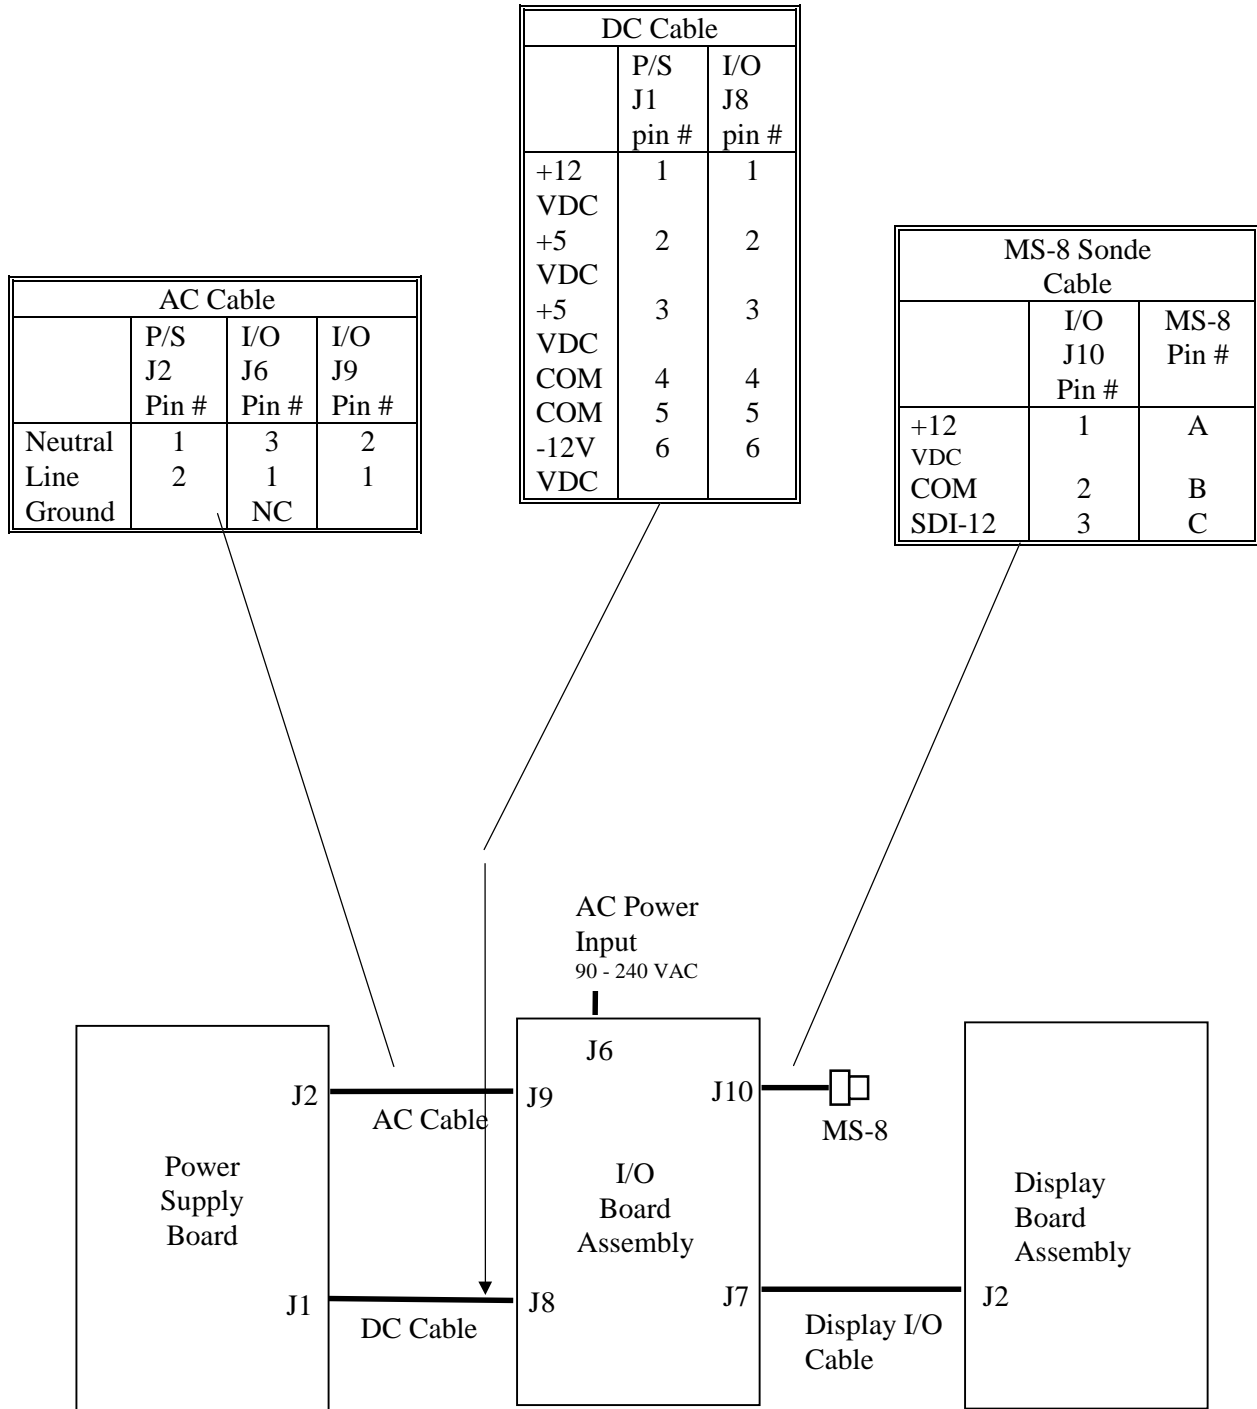 DC Cable
P/S I/O
J1 J8
pin # pin #
+12 1 1
VDC
+5 2 2
VDC
+5 3 3
VDC
COM 4 4
COM 5 5
-12V 6 6
VDC
AC Cable
P/S I/O I/O
J2 J6 J9
Pin # Pin # Pin #
Neutral 1 3 2
Line 2 1 1
Ground NC
MS-8 Sonde
Cable
I/O MS-8
J10 Pin #
Pin #
+12 1 A
VDC
COM 2 B
SDI-12 3 C
AC Power
Input
90 - 240 VAC
J6
J2
AC Cable
J9
J10
MS-8
Power
Supply
Board
I/O
Board
Assembly
Display
Board
Assembly
J1
DC Cable
J8
J7
Display I/O
Cable
J2